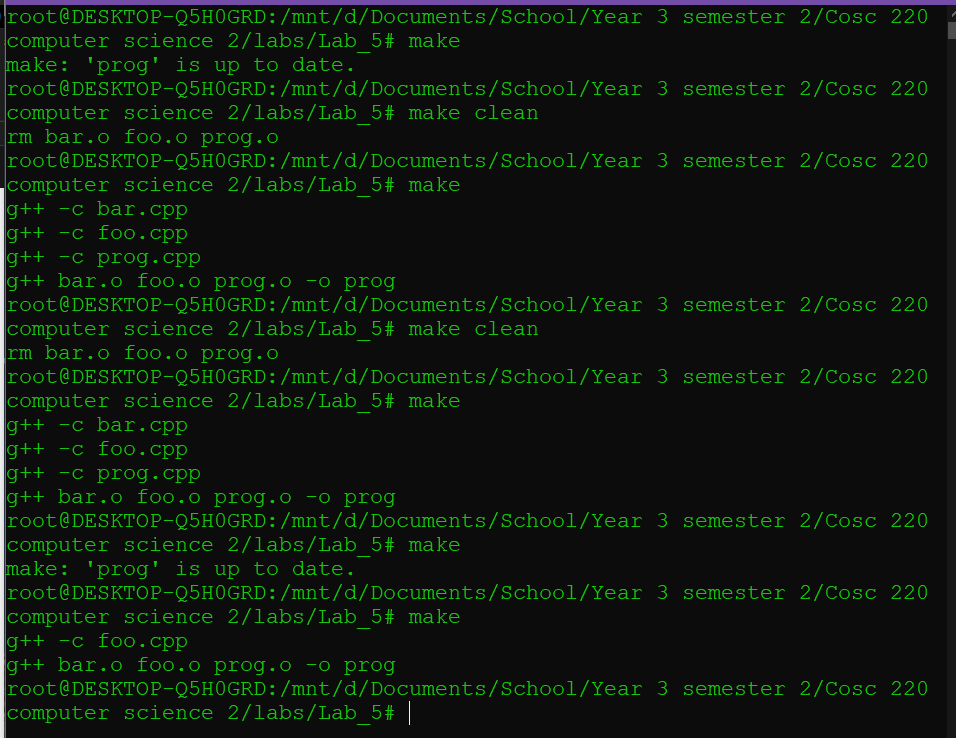 root@DESKTOP-Q5H0GRD:/mnt/d/Documents/School/Year 3 semester 2/Cosc 220
computer science 2/labs/Lab_5# make
make: 'prog' is up to date.
root@DESKTOP-Q5H0GRD:/mnt/d/Documents/School/Year 3 semester 2/Cosc 220
computer science 2/labs/Lab_5# make clean
rm bar.o foo.o prog.o
root@DESKTOP-Q5H0GRD:/mnt/d/Documents/School/Year 3 semester 2/Cosc 220
computer science 2/labs/Lab_5# make
g++ -c bar.cpp
g++ -c foo.cpp
g++ -c prog.cpp
g++ bar.o foo.o prog.o -o prog
root@DESKTOP-Q5H0GRD:/mnt/d/Documents/School/Year 3 semester 2/Cosc 220
computer science 2/labs/Lab_5# make clean
rm bar.o foo.o prog.o
root@DESKTOP-Q5H0GRD:/mnt/d/Documents/School/Year 3 semester 2/Cosc 220
computer science 2/labs/Lab_5# make
g++ -c bar.cpp
g++ -c foo.cpp
g++ -c prog.cpp
g++ bar.o foo.o prog.o -o prog
root@DESKTOP-Q5H0GRD:/mnt/d/Documents/School/Year 3 semester 2/Cosc 220
computer science 2/labs/Lab_5# make
make: 'prog' is up to date.
root@DESKTOP-Q5H0GRD:/mnt/d/Documents/School/Year 3 semester 2/Cosc 220
computer science 2/labs/Lab_5# make
g++ -c foo.cpp
g++ bar.o foo.o prog.o -o prog
root@DESKTOP-Q5H0GRD:/mnt/d/Documents/School/Year 3 semester 2/Cosc 220
computer science 2/labs/Lab_5#